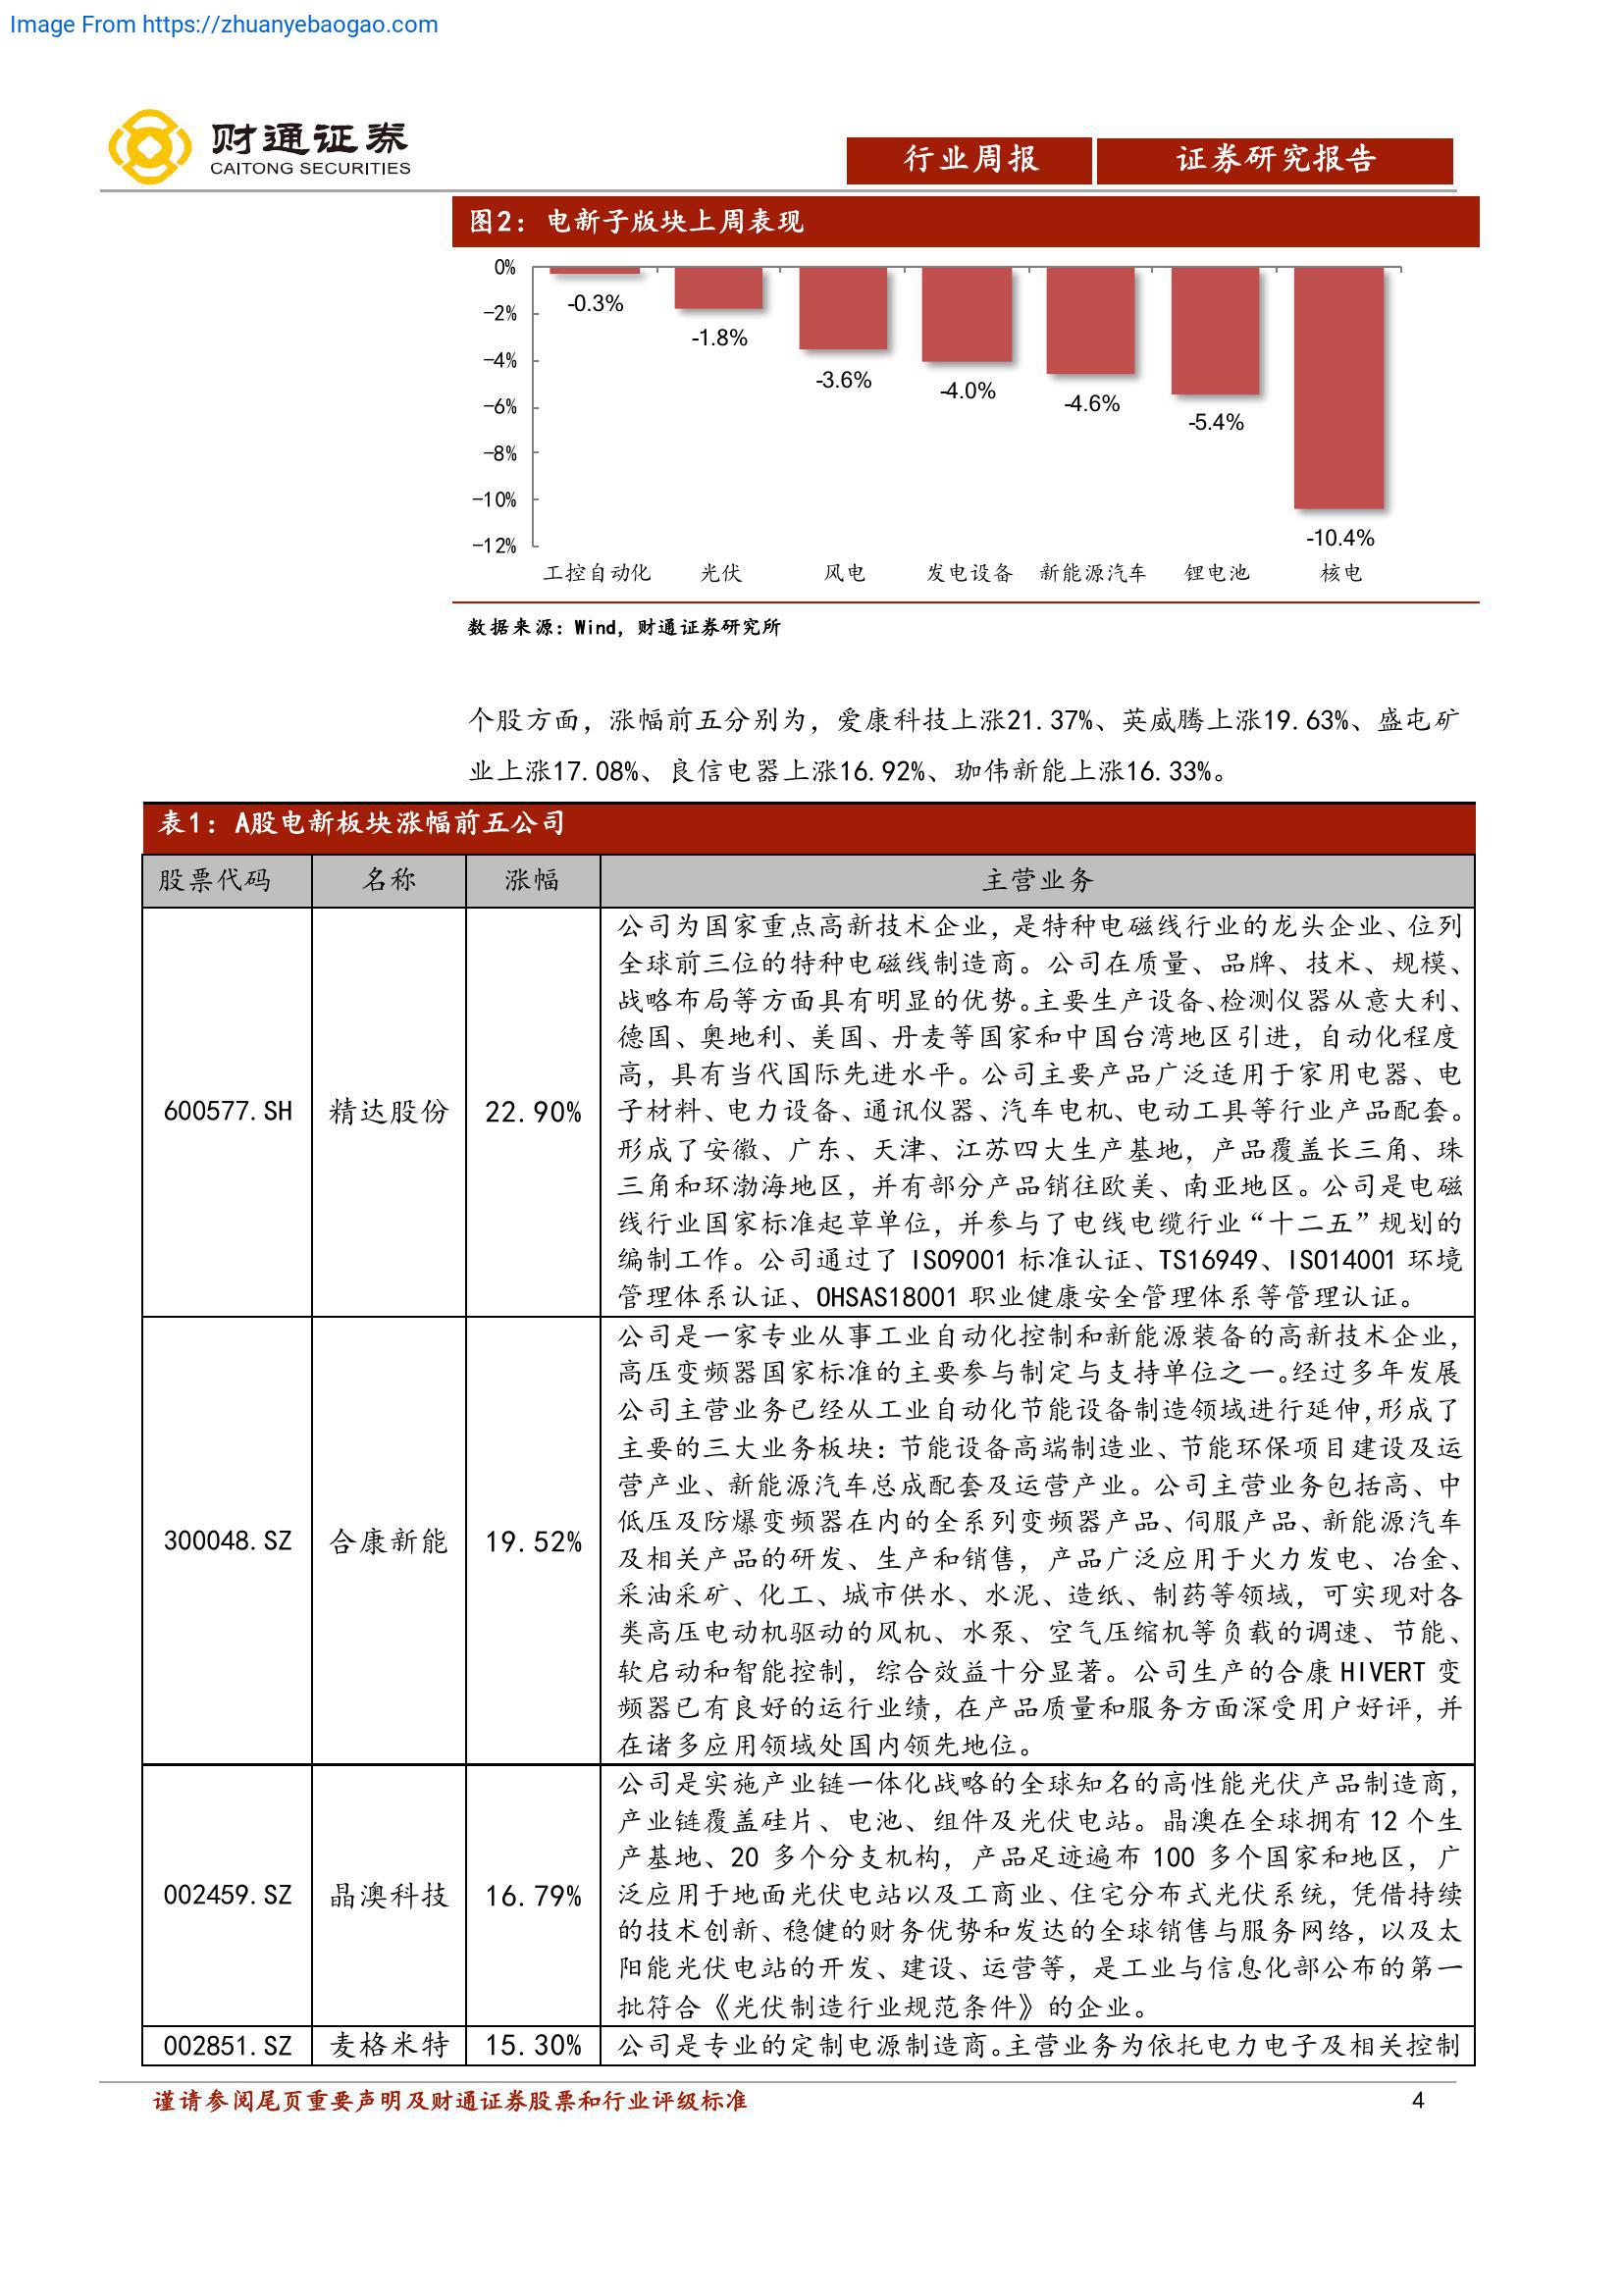 Image From https://zhuanyebaogao.com
财通证券
CAITONG SECURITIES
行业周报
证券研究报告
图2：电新子版块上周表现
0%
-2%
-4%
-6%
-8%
-10%
-12%
-0.3%
-1.8%
-3.6%
-4.0%
-4.6%
-5.4%
-10.4%
工控自动化 光伏 风电 发电设备 新能源汽车 锂电池 核电
数据来源：Wind，财通证券研究所
个股方面，涨幅前五分别为，爱康科技上涨21.37%、英威腾上涨19.63%、盛屯矿
业上涨17.08%、良信电器上涨16.92%、珈伟新能上涨16.33%。
表1：A股电新板块涨幅前五公司
股票代码 名称 涨幅 主营业务
600577.SH 精达股份 22.90%
公司为国家重点高新技术企业，是特种电磁线行业的龙头企业、位列
全球前三位的特种电磁线制造商。公司在质量、品牌、技术、规模、
战略布局等方面具有明显的优势。主要生产设备、检测仪器从意大利、
德国、奥地利、美国、丹麦等国家和中国台湾地区引进，自动化程度
高，具有当代国际先进水平。公司主要产品广泛适用于家用电器、电
子材料、电力设备、通讯仪器、汽车电机、电动工具等行业产品配套。
形成了安徽、广东、天津、江苏四大生产基地，产品覆盖长三角、珠
三角和环渤海地区，并有部分产品销往欧美、南亚地区。公司是电磁
线行业国家标准起草单位，并参与了电线电缆行业“十二五”规划的
编制工作。公司通过了 ISO9001 标准认证、TS16949、ISO14001 环境
管理体系认证、OHSAS18001 职业健康安全管理体系等管理认证。
300048.SZ 合康新能 19.52%
公司是一家专业从事工业自动化控制和新能源装备的高新技术企业，
高压变频器国家标准的主要参与制定与支持单位之一。经过多年发展
公司主营业务已经从工业自动化节能设备制造领域进行延伸，形成了
主要的三大业务板块：节能设备高端制造业、节能环保项目建设及运
营产业、新能源汽车总成配套及运营产业。公司主营业务包括高、中
低压及防爆变频器在内的全系列变频器产品、伺服产品、新能源汽车
及相关产品的研发、生产和销售，产品广泛应用于火力发电、冶金、
采油采矿、化工、城市供水、水泥、造纸、制药等领域，可实现对各
类高压电动机驱动的风机、水泵、空气压缩机等负载的调速、节能、
软启动和智能控制，综合效益十分显著。公司生产的合康 HIVERT 变
频器已有良好的运行业绩，在产品质量和服务方面深受用户好评，并
在诸多应用领域处国内领先地位。
002459.SZ 晶澳科技 16.79%
公司是实施产业链一体化战略的全球知名的高性能光伏产品制造商，
产业链覆盖硅片、电池、组件及光伏电站。晶澳在全球拥有 12 个生
产基地、20 多个分支机构，产品足迹遍布 100 多个国家和地区，广
泛应用于地面光伏电站以及工商业、住宅分布式光伏系统，凭借持续
的技术创新、稳健的财务优势和发达的全球销售与服务网络，以及太
阳能光伏电站的开发、建设、运营等，是工业与信息化部公布的第一
批符合《光伏制造行业规范条件》的企业。
002851.SZ 麦格米特 15.30% 公司是专业的定制电源制造商。主营业务为依托电力电子及相关控制
谨请参阅尾页重要声明及财通证券股票和行业评级标准
4